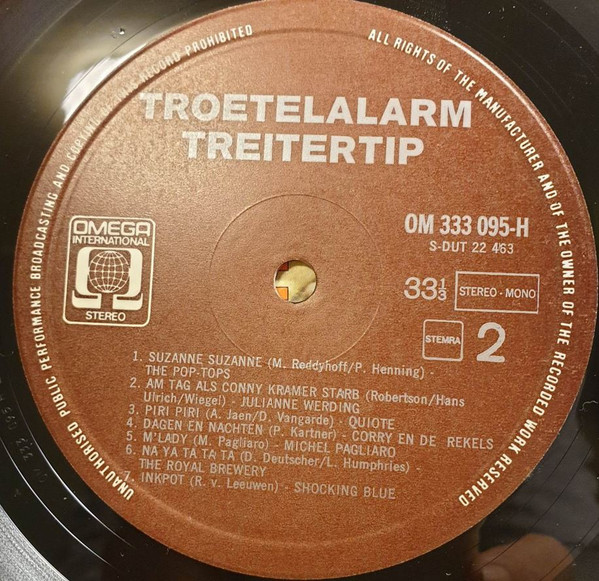 UNAUTHORISED PUBLIC PERFORMANCE BROADCASTING AND COPYING OF THIS RECORD PROHIBITED
ALL RIGHTS OF THE MANUFACTURER AND OF THE OWNER OF THE RECORDED WORK RESERVED
TROETELALARM
TREITERTIP
OMEGA
INTERNATIONAL
STEREO
OM 333 095-H
S-DUT 22 463
33⅓
STEREO - MONO
STEMRA
2
1. SUZANNE SUZANNE (M. Reddyhoff/P. Henning) -
THE POP-TOPS
2. AM TAG ALS CONNY KRAMER STARB (Robertson/Hans
Ulrich/Wiegel) - JULIANNE WERDING
3. PIRI PIRI (A. Jaen/D. Vangarde) - QUIOTE
4. DAGEN EN NACHTEN (P. Kartner) - CORRY EN DE REKELS
5. M'LADY (M. Pagliaro) - MICHEL PAGLIARO
6. NA YA TA TA TA (D. Deutscher/L. Humphries) -
THE ROYAL BREWERY
7. INKPOT (R. v. Leeuwen) - SHOCKING BLUE